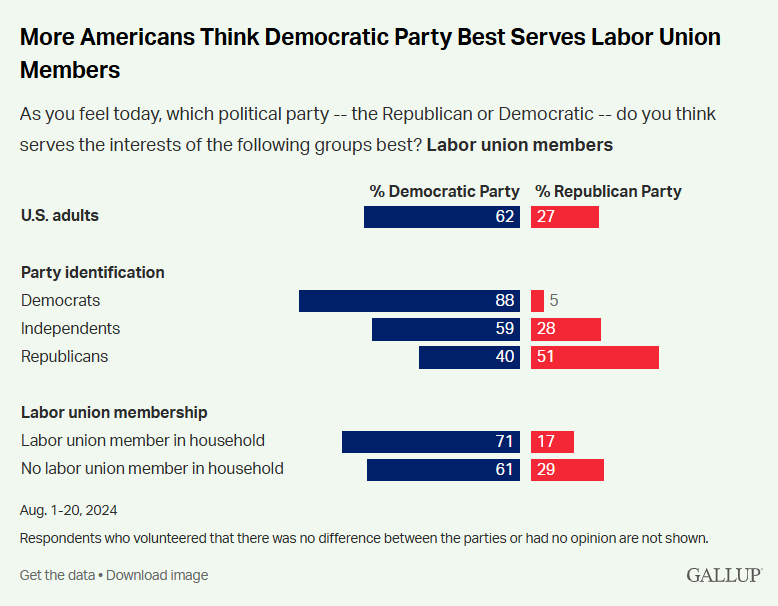 More Americans Think Democratic Party Best Serves Labor Union
Members
As you feel today, which political party -- the Republican or Democratic -- do you think
serves the interests of the following groups best? Labor union members
% Democratic Party % Republican Party
U.S. adults 62 27
Party identification
Democrats 88 5
Independents 59 28
Republicans 40 51
Labor union membership
Labor union member in household 71 17
No labor union member in household 61 29
Aug. 1-20, 2024
Respondents who volunteered that there was no difference between the parties or had no opinion are not shown.
Get the data • Download image GALLUP